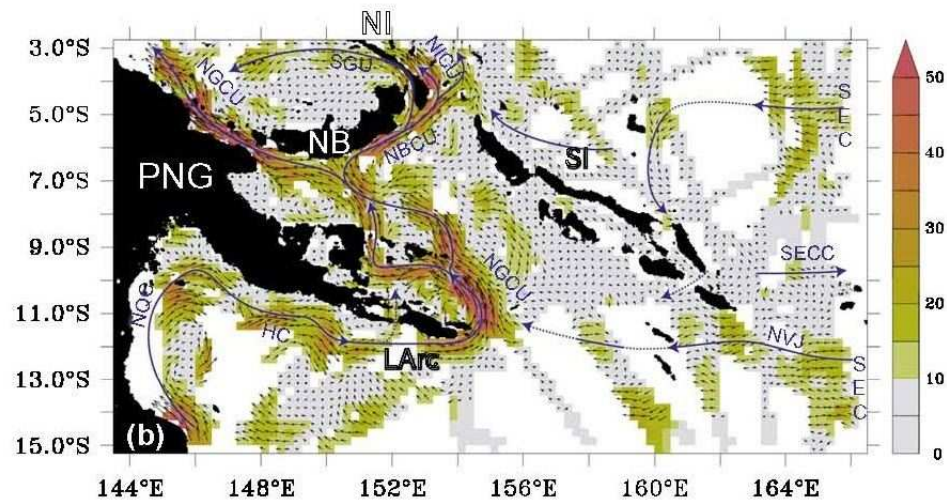 NI
3.0°S
5.0°S
7.0°S
9.0°S
11.0°S
13.0°S
15.0°S
NGCU
SGU
NICU
NB
NBCU
PNG
SI
SEC
SECC
NGCU
NQC
HC
LArc
NVJ
SEC
(b)
144°E
148°E
152°E
156°E
160°E
164°E
50
40
30
20
10
0